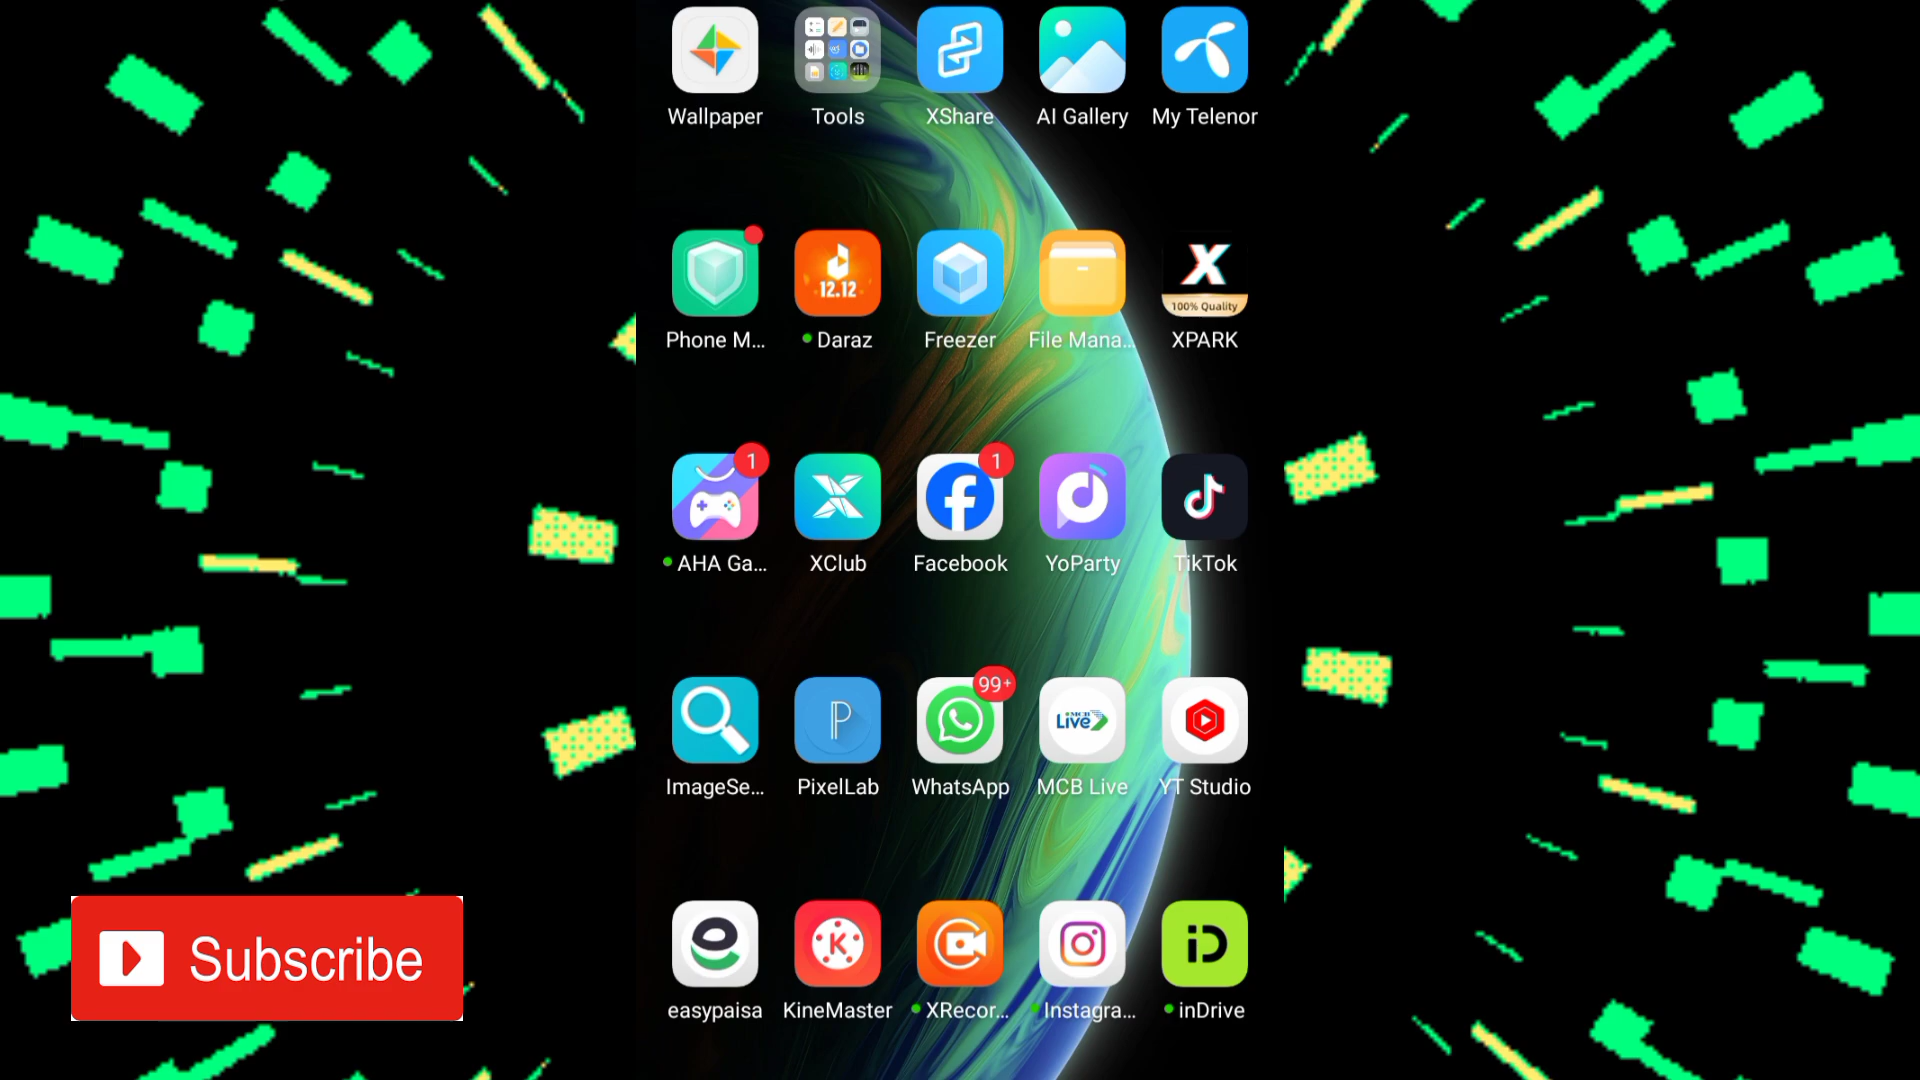 Wallpaper
Tools
XShare
AI Gallery
My Telenor
12.12
X
100% Quality
Phone M...
Daraz
Freezer
File Mana...
XPARK
1
1
AHA Ga...
XClub
Facebook
YoParty
TikTok
P
99+
MCB
Live
ImageSe...
PixelLab
WhatsApp
MCB Live
YT Studio
K
iD
easypaisa
KineMaster
XRecor...
Instagra...
inDrive
Subscribe